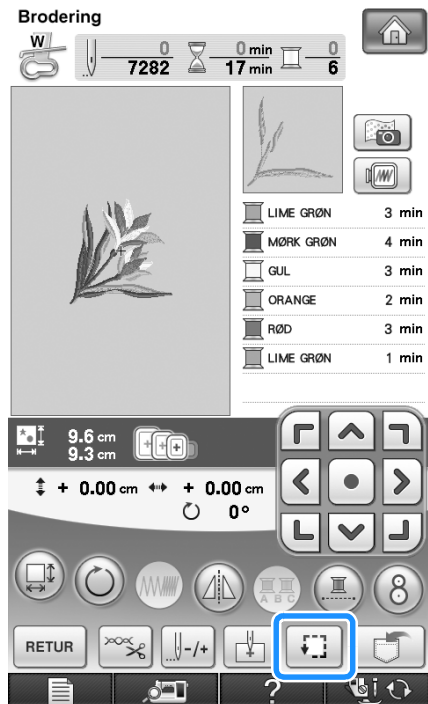 Brodering
W
0 0 min 0
7282 17 min 6
LIME GRØN 3 min
MØRK GRØN 4 min
GUL 3 min
ORANGE 2 min
RØD 3 min
LIME GRØN 1 min
9.6 cm
9.3 cm
+ 0.00 cm + 0.00 cm
0°
A B C
8
RETUR -/+
?